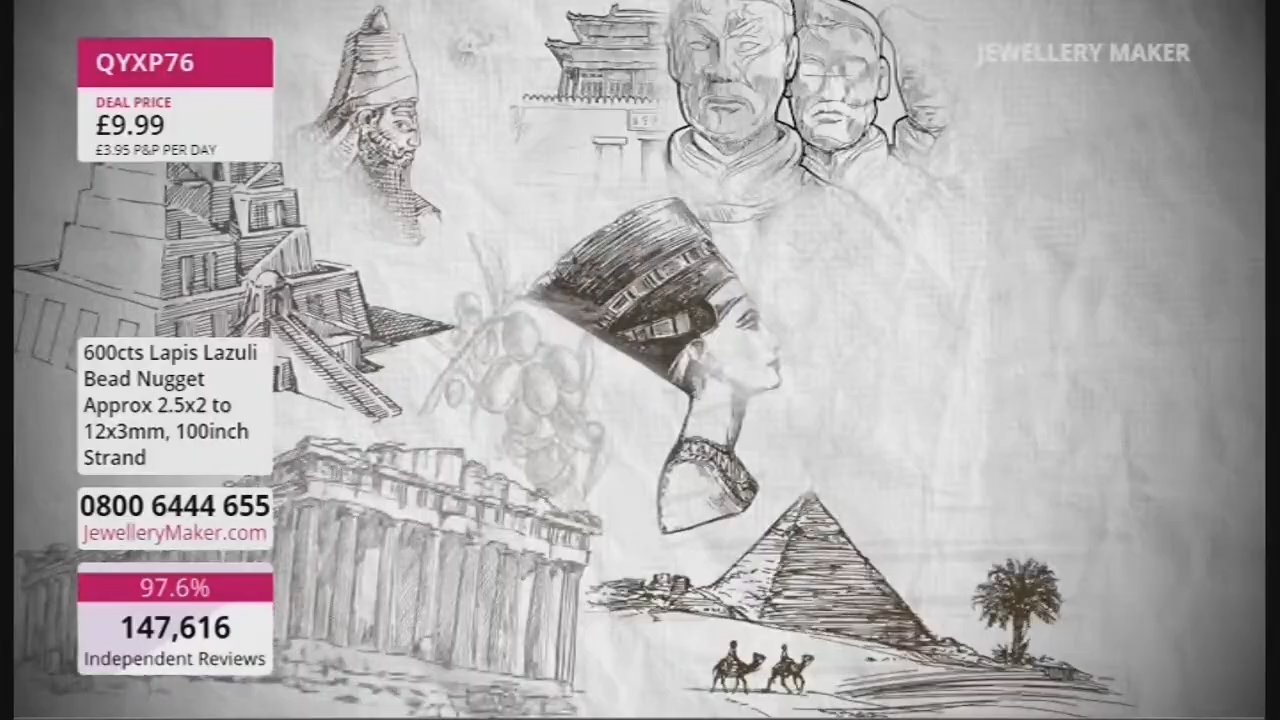 QYXP76
DEAL PRICE
£9.99
£3.95 P&P PER DAY
JEWELLERY MAKER
600cts Lapis Lazuli
Bead Nugget
Approx 2.5x2 to
12x3mm, 100inch
Strand
0800 6444 655
JewelleryMaker.com
97.6%
147,616
Independent Reviews